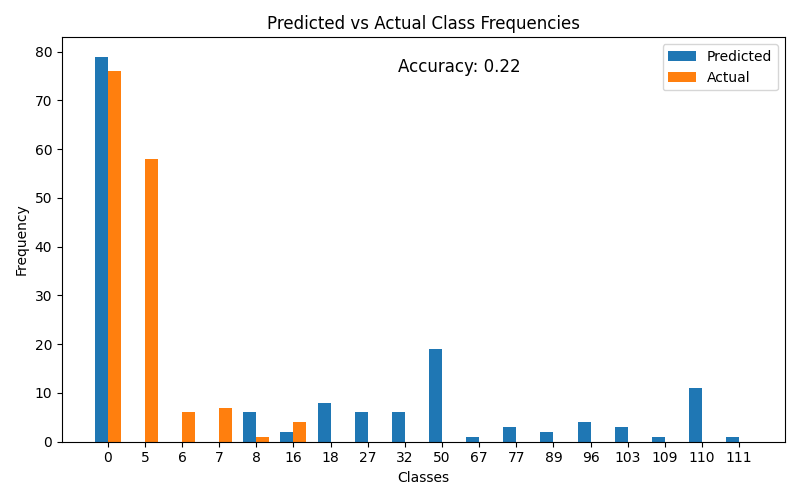 Predicted vs Actual Class Frequencies
Accuracy: 0.22
Predicted
Actual
Frequency
80
70
60
50
40
30
20
10
0
0 5 6 7 8 16 18 27 32 50 67 77 89 96 103 109 110 111
Classes